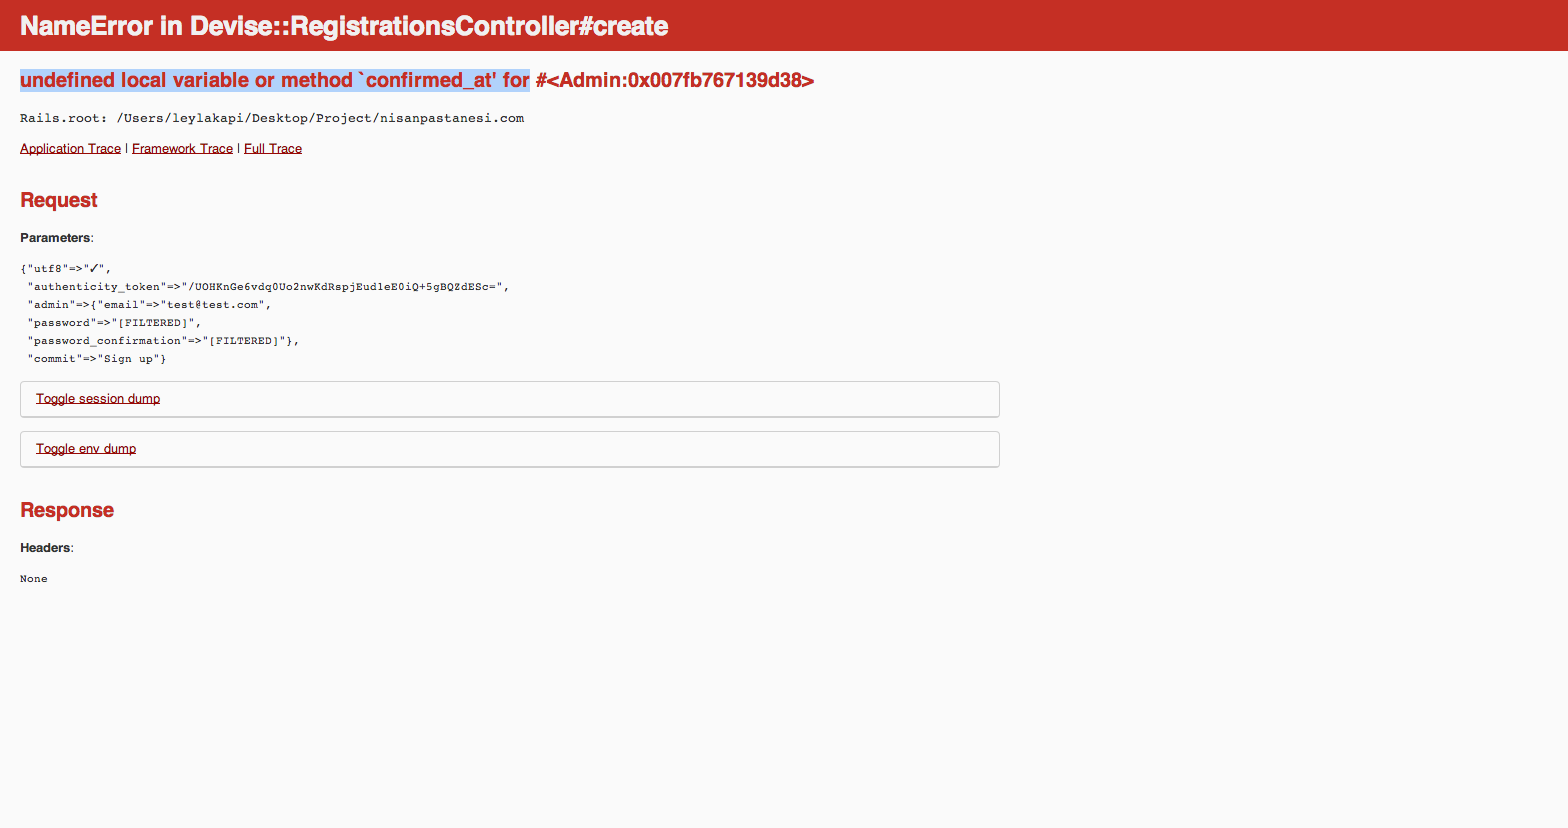 NameError in Devise::RegistrationsController#create
undefined local variable or method `confirmed_at' for #<Admin:0x007fb767139d38>
Rails.root: /Users/leylakapi/Desktop/Project/nisanpastanesi.com
Application Trace | Framework Trace | Full Trace
Request
Parameters:
{"utf8"=>"✓",
"authenticity_token"=>"/UOHKnGe6vdq0Uo2nwKdRspjEud1eE0iQ+5gBQZdESc=",
"admin"=>{"email"=>"test@test.com",
"password"=>"[FILTERED]",
"password_confirmation"=>"[FILTERED]"},
"commit"=>"Sign up"}
Toggle session dump
Toggle env dump
Response
Headers:
None